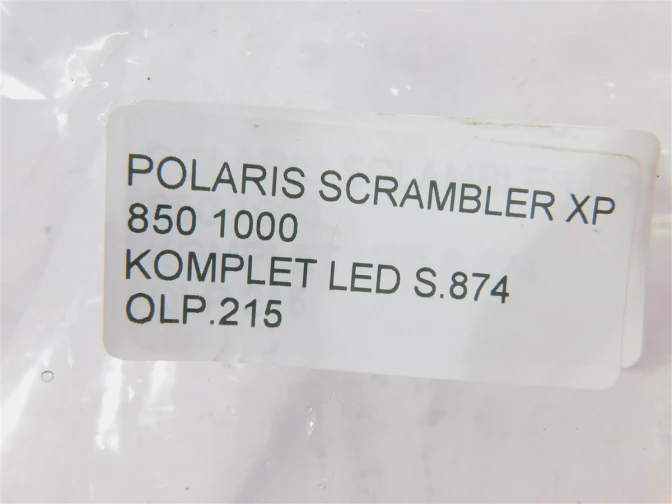 POLARIS SCRAMBLER XP
850 1000
KOMPLET LED S.874
OLP.215